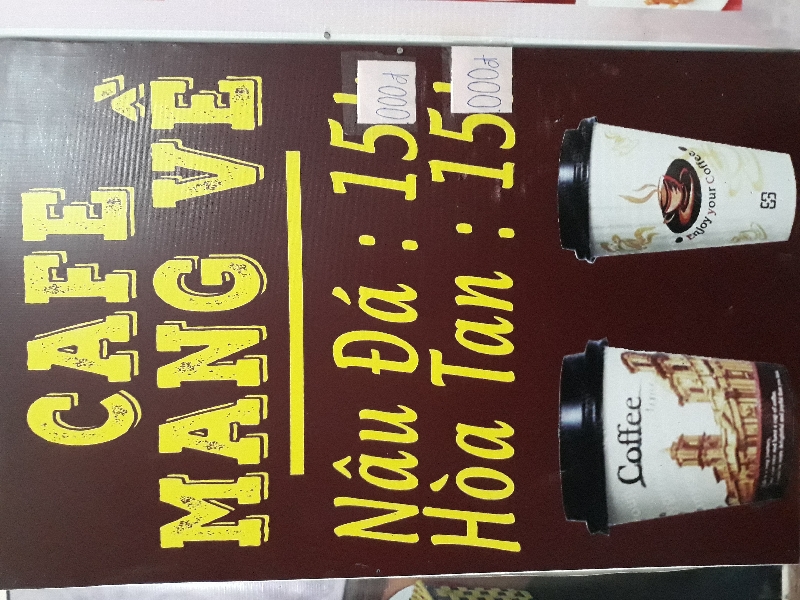 CAFE
MANG VỀ
Nâu Đá : 15 000đ
Hòa Tan : 15 000đ
Coffee
enjoy your Coffee